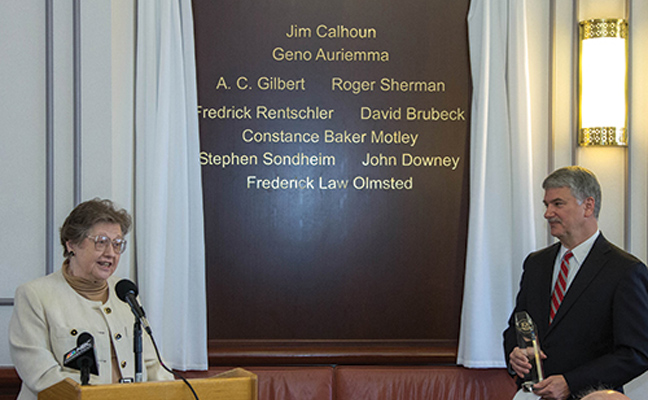 Jim Calhoun
Geno Auriemma
A. C. Gilbert Roger Sherman
Fredrick Rentschler David Brubeck
Constance Baker Motley
Stephen Sondheim John Downey
Frederick Law Olmsted